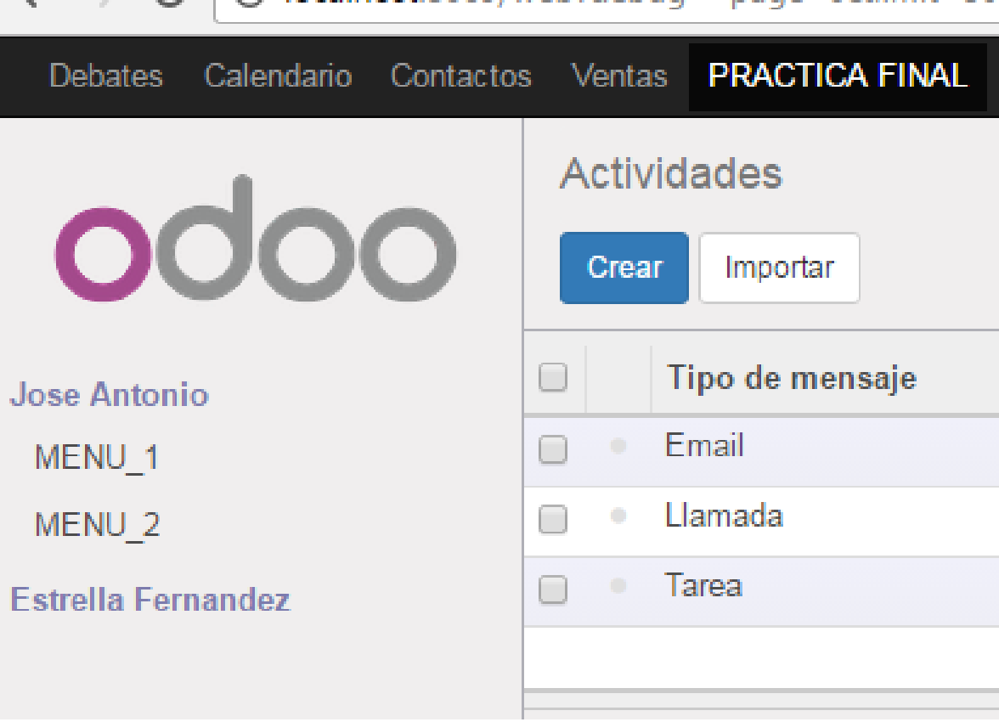 Debates Calendario Contactos Ventas PRACTICA FINAL
odoo
Jose Antonio
MENU_1
MENU_2
Estrella Fernandez
Actividades
Crear Importar
Tipo de mensaje
Email
Llamada
Tarea